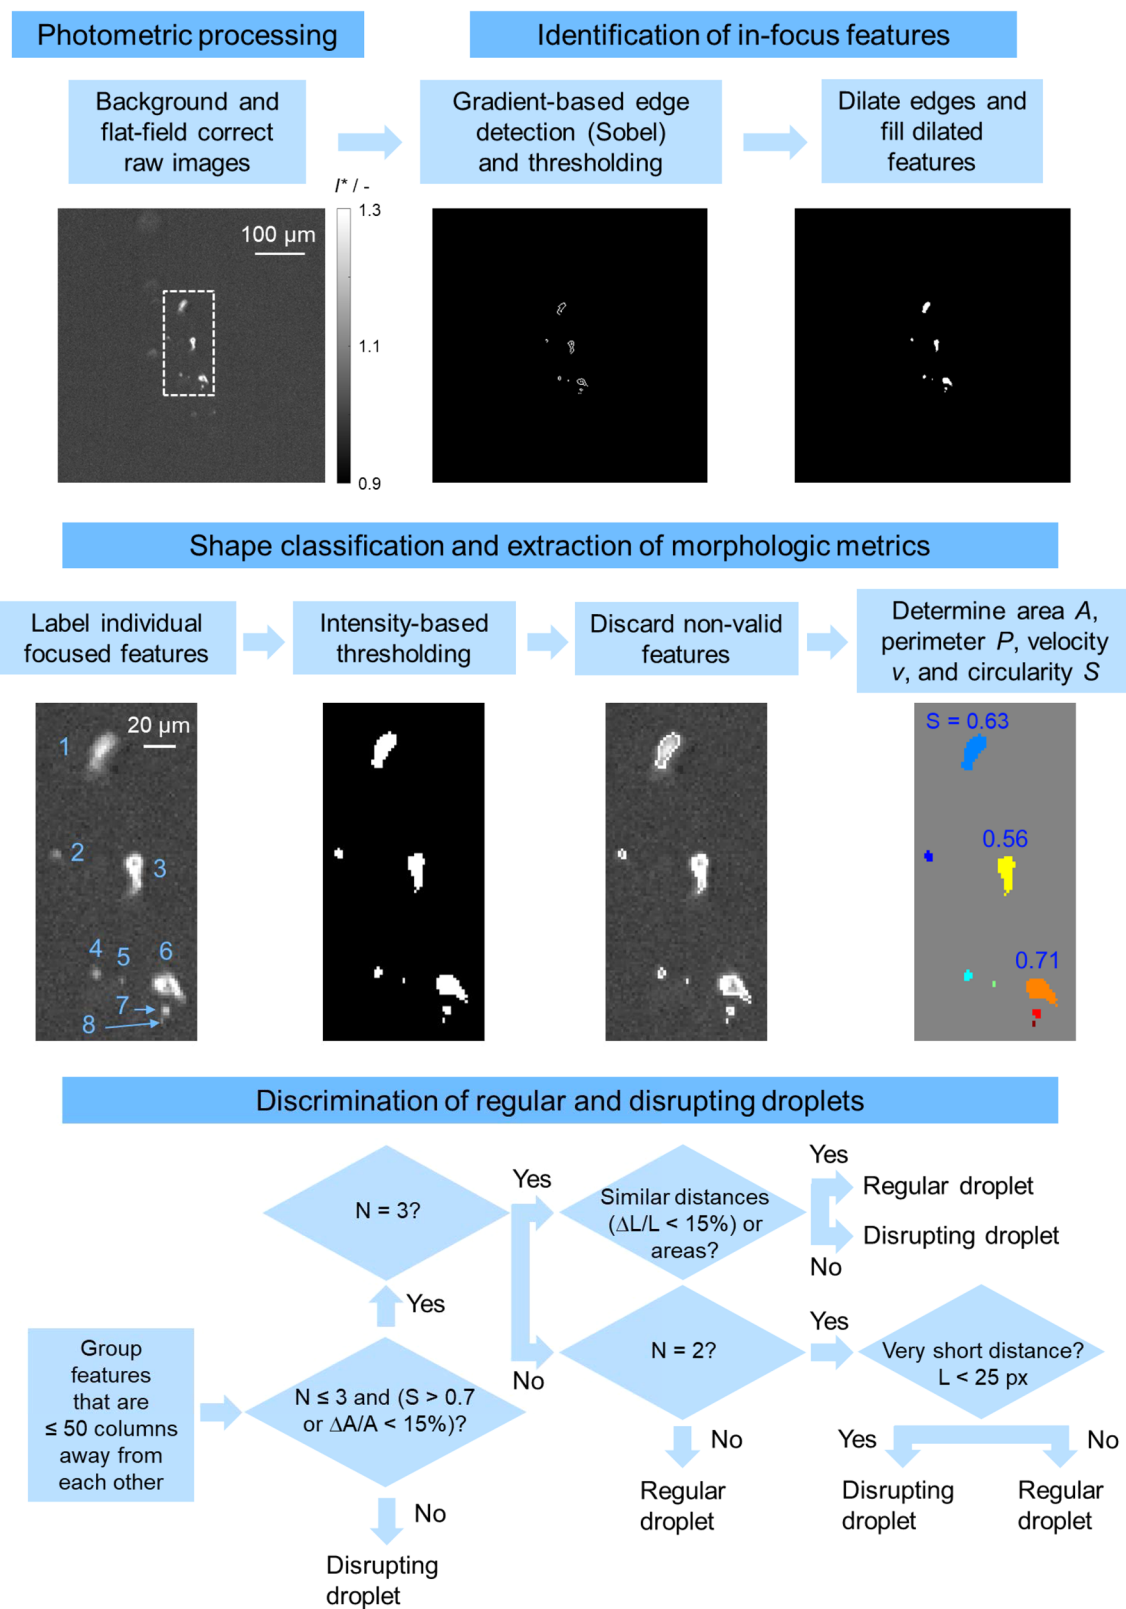 Photometric processing
Identification of in-focus features
Background and
flat-field correct
raw images
Gradient-based edge
detection (Sobel)
and thresholding
Dilate edges and
fill dilated
features
I* / -
1.3
1.1
0.9
100 µm
Shape classification and extraction of morphologic metrics
Label individual
focused features
Intensity-based
thresholding
Discard non-valid
features
Determine area A,
perimeter P, velocity
v, and circularity S
20 µm
1
2
3
4
5
6
7
8
S = 0.63
0.56
0.71
Discrimination of regular and disrupting droplets
Group
features
that are
≤ 50 columns
away from
each other
N ≤ 3 and (S > 0.7
or ΔA/A < 15%)?
No
Disrupting
droplet
Yes
N = 3?
Yes
No
Similar distances
(ΔL/L < 15%) or
areas?
Yes
Regular droplet
Disrupting droplet
No
N = 2?
No
Regular
droplet
Yes
Very short distance?
L < 25 px
Yes
No
Disrupting
droplet
Regular
droplet